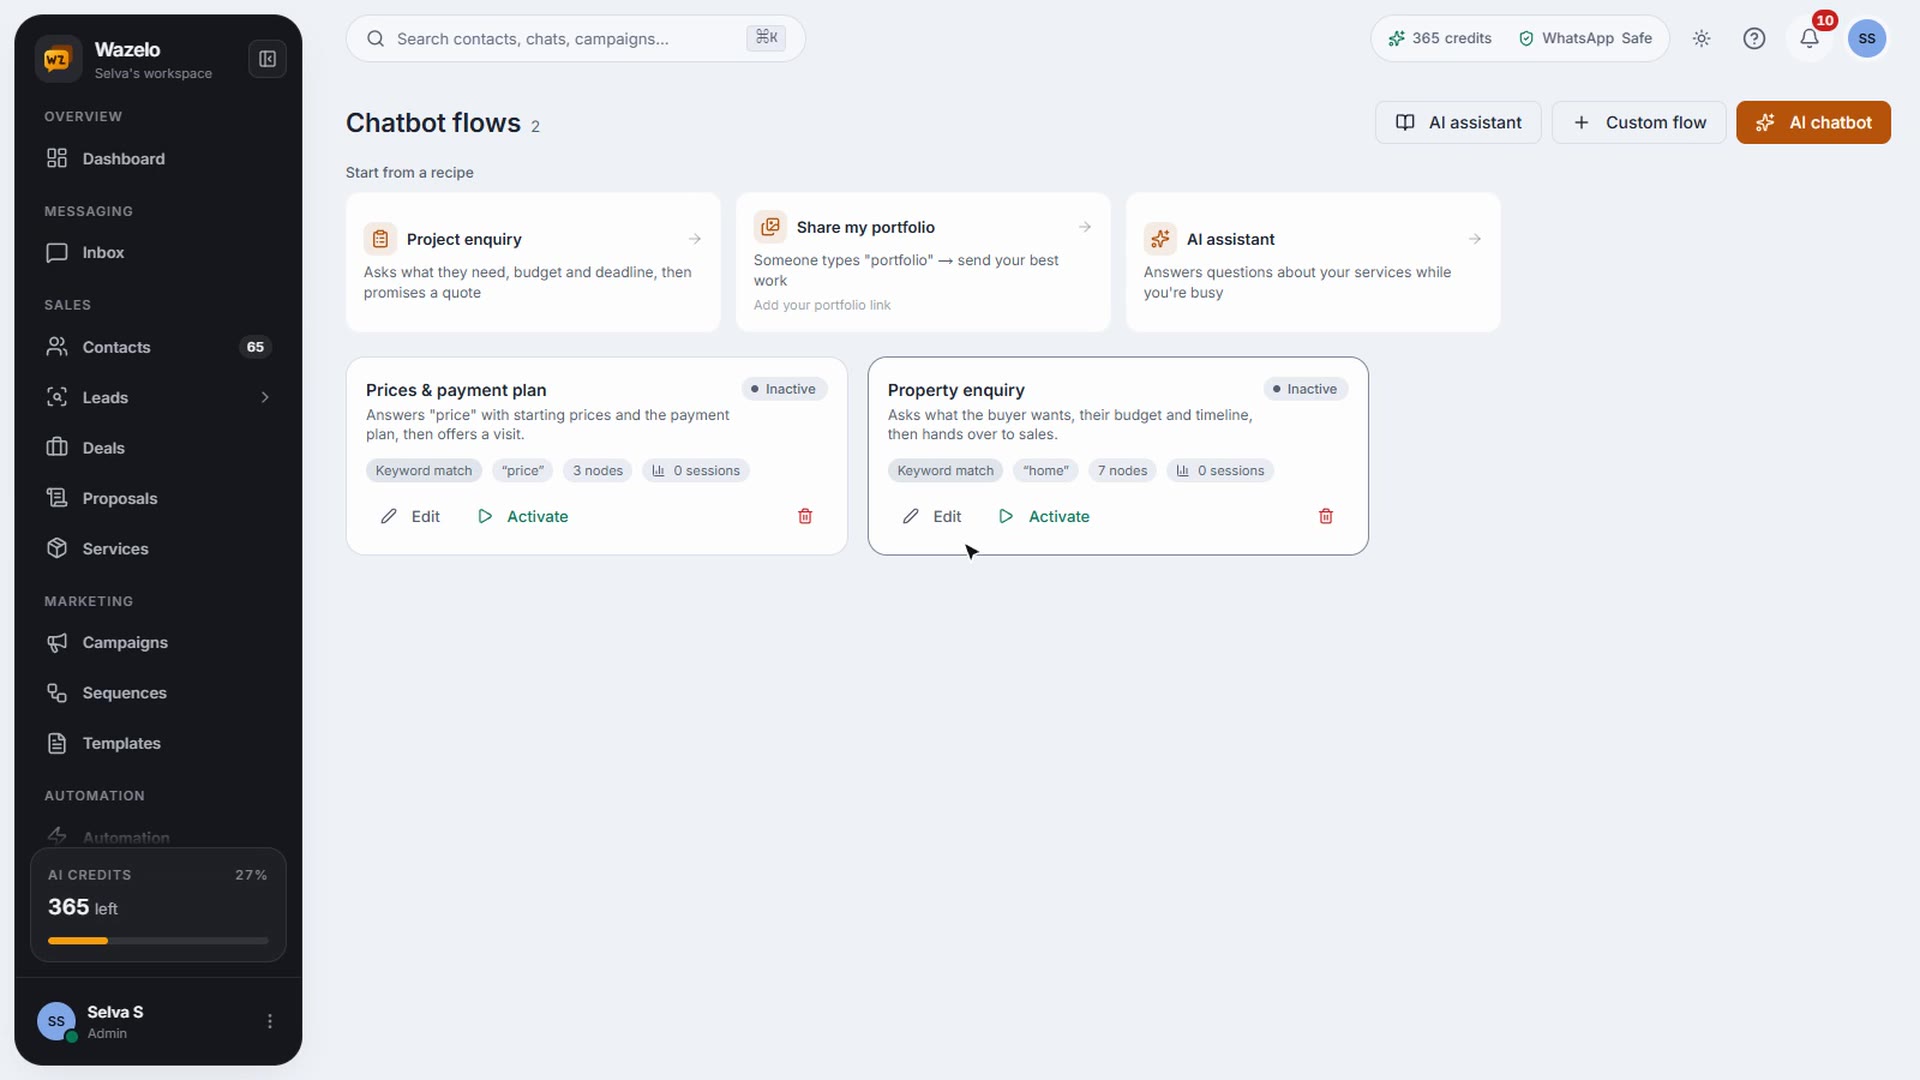 WZ
Wazelo
Selva's workspace
OVERVIEW
Dashboard
MESSAGING
Inbox
SALES
Contacts 65
Leads
Deals
Proposals
Services
MARKETING
Campaigns
Sequences
Templates
AUTOMATION
Automation
AI CREDITS 27%
365 left
SS
Selva S
Admin
Search contacts, chats, campaigns... ⌘K
365 credits WhatsApp Safe 10 SS
Chatbot flows 2
AI assistant + Custom flow AI chatbot
Start from a recipe
Project enquiry →
Asks what they need, budget and deadline, then
promises a quote
Share my portfolio →
Someone types "portfolio" → send your best
work
Add your portfolio link
AI assistant →
Answers questions about your services while
you're busy
Prices & payment plan Inactive
Answers "price" with starting prices and the payment
plan, then offers a visit.
Keyword match “price” 3 nodes 0 sessions
Edit Activate
Property enquiry Inactive
Asks what the buyer wants, their budget and timeline,
then hands over to sales.
Keyword match “home” 7 nodes 0 sessions
Edit Activate